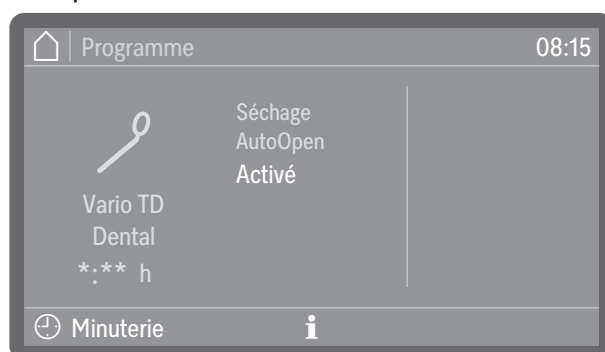 Programme
08:15
Vario TD
Dental
*:** h
Séchage
AutoOpen
Activé
Minuterie
i